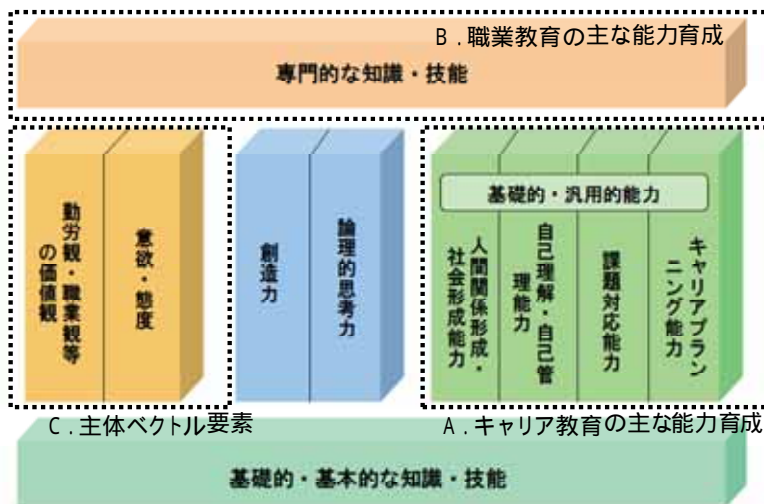 B．職業教育の主な能力育成
専門的な知識・技能
勤労観・職業観等
の価値観
意欲・態度
創造力
論理的思考力
基礎的・汎用的能力
人間関係形成・
社会形成能力
自己理解・自己管
理能力
課題対応能力
キャリアプラン
ニング能力
C．主体ベクトル要素
A．キャリア教育の主な能力育成
基礎的・基本的な知識・技能